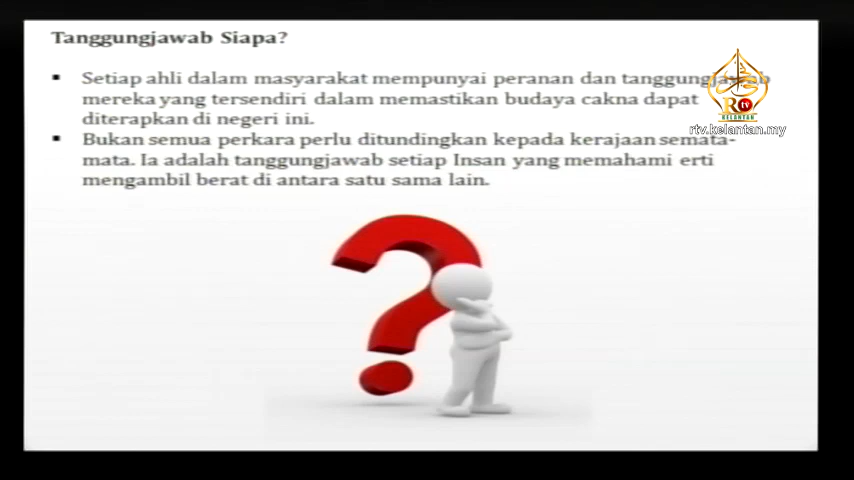 Tanggungjawab Siapa?
▪ Setiap ahli dalam masyarakat mempunyai peranan dan tanggungjawab
mereka yang tersendiri dalam memastikan budaya cakna dapat
diterapkan di negeri ini.
▪ Bukan semua perkara perlu ditundingkan kepada kerajaan semata-
mata. Ia adalah tanggungjawab setiap Insan yang memahami erti
mengambil berat di antara satu sama lain.
R tv
KELANTAN
rtv.kelantan.my